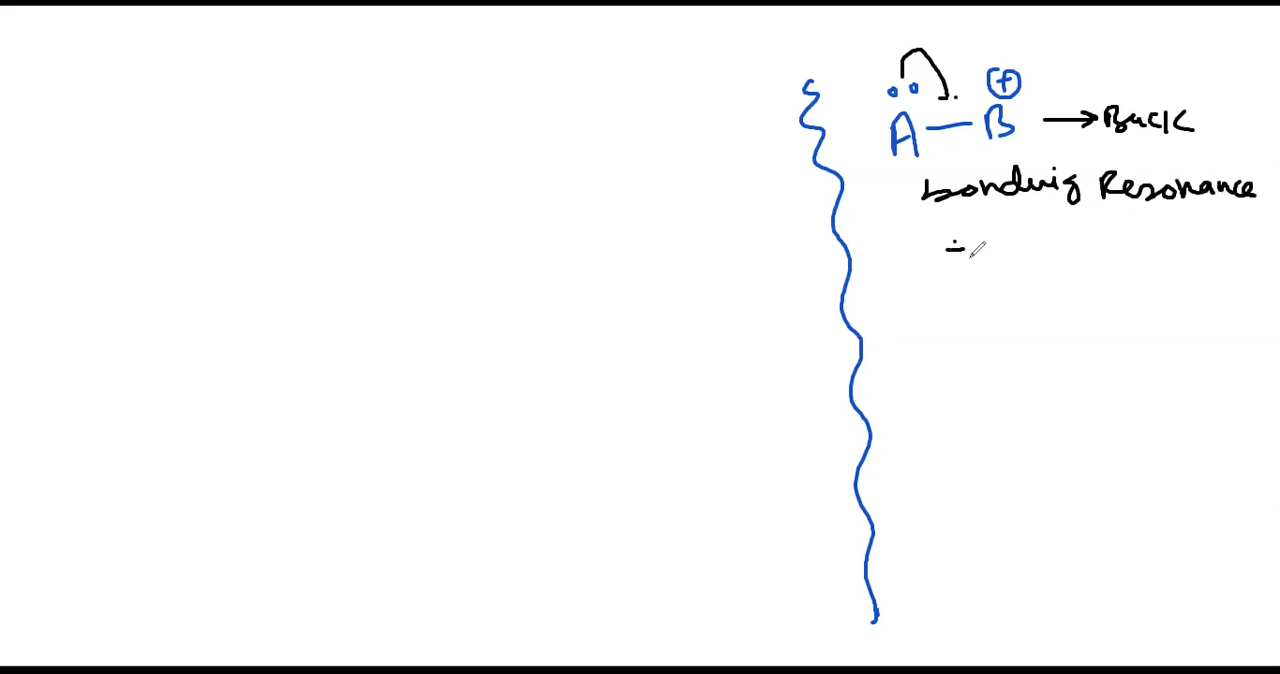 A — B ⊕ → Back
bonding Resonance